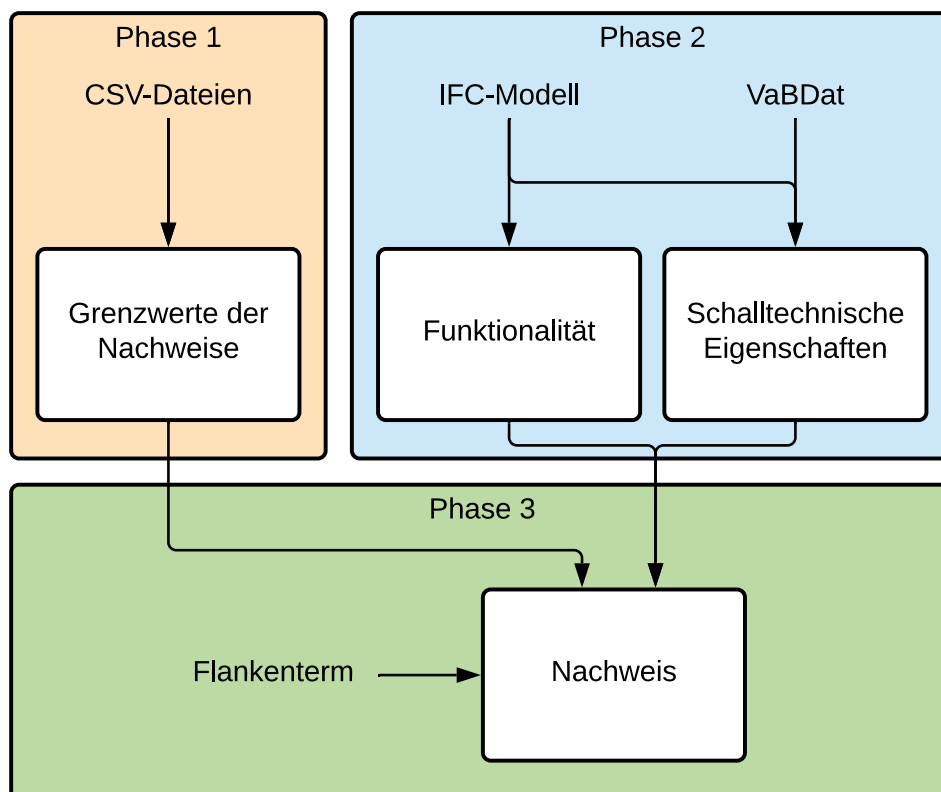 Phase 1
CSV-Dateien
Grenzwerte der
Nachweise
Phase 2
IFC-Modell
VaBDat
Funktionalität
Schalltechnische
Eigenschaften
Phase 3
Flankenterm
Nachweis